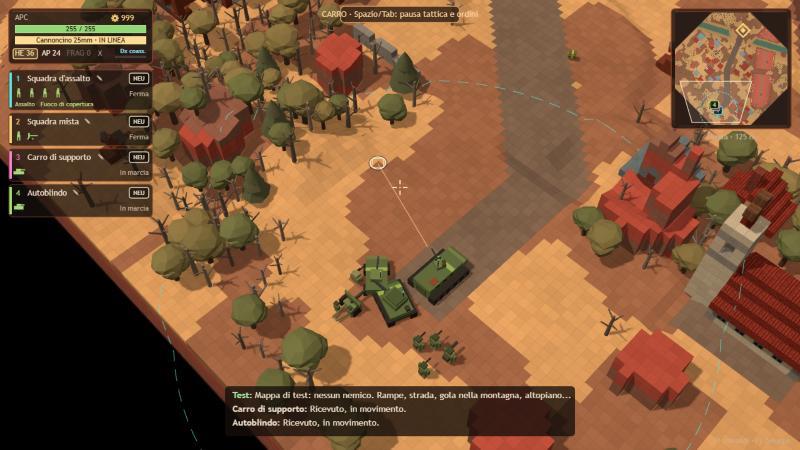 CARRO · Spazio/Tab: pausa tattica e ordini
APC 999
255 / 255
Cannoncino 25mm · IN LINEA
HE 36 AP 24 FRAG 0 X
1 Squadra d'assalto NEU
Ferma
Assalto Fuoco di copertura
2 Squadra mista NEU
Ferma
3 Carro di supporto NEU
In marcia
4 Autoblindo NEU
In marcia
4
Test: Mappa di test: nessun nemico. Rampe, strada, gola nella montagna, altopiano...
Carro di supporto: Ricevuto, in movimento.
Autoblindo: Ricevuto, in movimento.